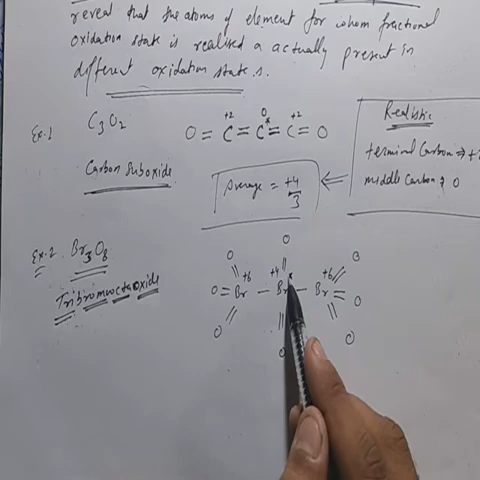 reveal that the atoms of element for whom fractional
oxidation state is realised a actually present in
different oxidation state.s.
Ex-1
C3O2
+2 0 +2
O = C = C* = C = O
Carbon Suboxide
Average = +4/3
Realistic
terminal Carbon ⇒ +
middle Carbon ⇒ 0
Ex-2. Br3O8
Tribromooctaoxide
O O O
+6 +4 +6
O = Br — Br — Br = O
O O O